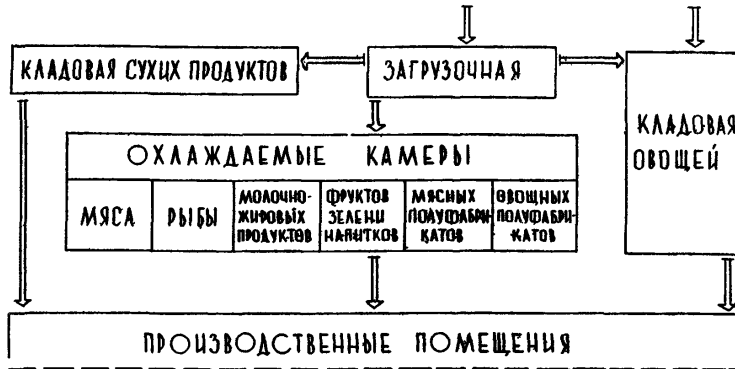 КЛАДОВАЯ СУХИХ ПРОДУКТОВ
ЗАГРУЗОЧНАЯ
КЛАДОВАЯ
ОВОЩЕЙ
ОХЛАЖДАЕМЫЕ КАМЕРЫ
МЯСА
РЫБЫ
МОЛОЧНО-
ЖИРОВЫХ
ПРОДУКТОВ
ФРУКТОВ
ЗЕЛЕНИ
НАПИТКОВ
МЯСНЫХ
ПОЛУФАБРИ-
КАТОВ
ОВОЩНЫХ
ПОЛУФАБРИ-
КАТОВ
ПРОИЗВОДСТВЕННЫЕ ПОМЕЩЕНИЯ